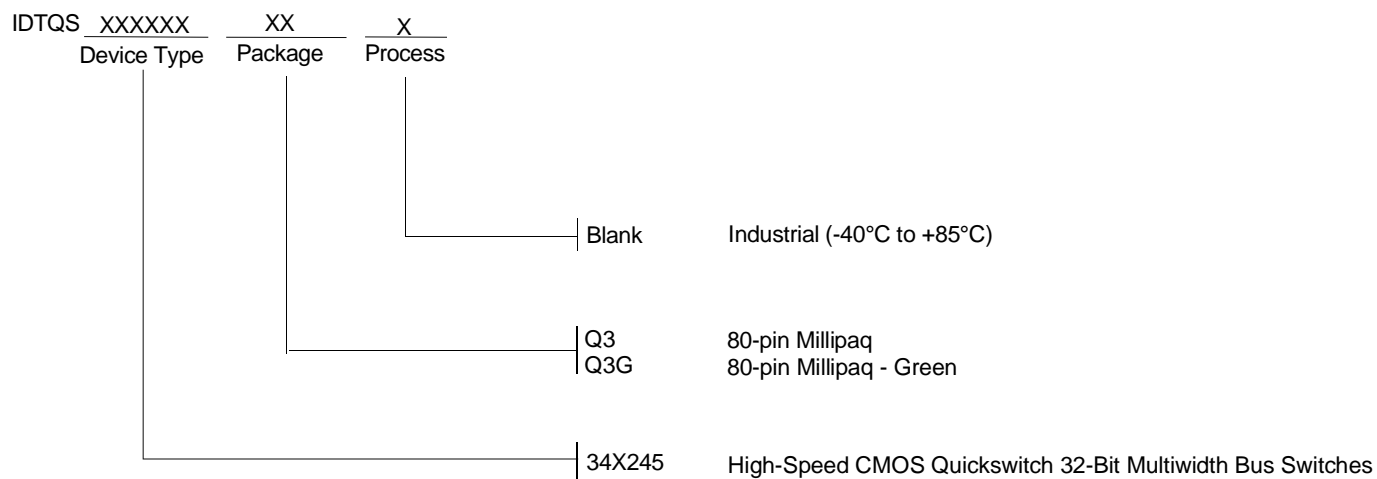 IDTQS XXXXXX XX X
Device Type Package Process
Blank Industrial (-40°C to +85°C)
Q3 80-pin Millipaq
Q3G 80-pin Millipaq - Green
34X245 High-Speed CMOS Quickswitch 32-Bit Multiwidth Bus Switches